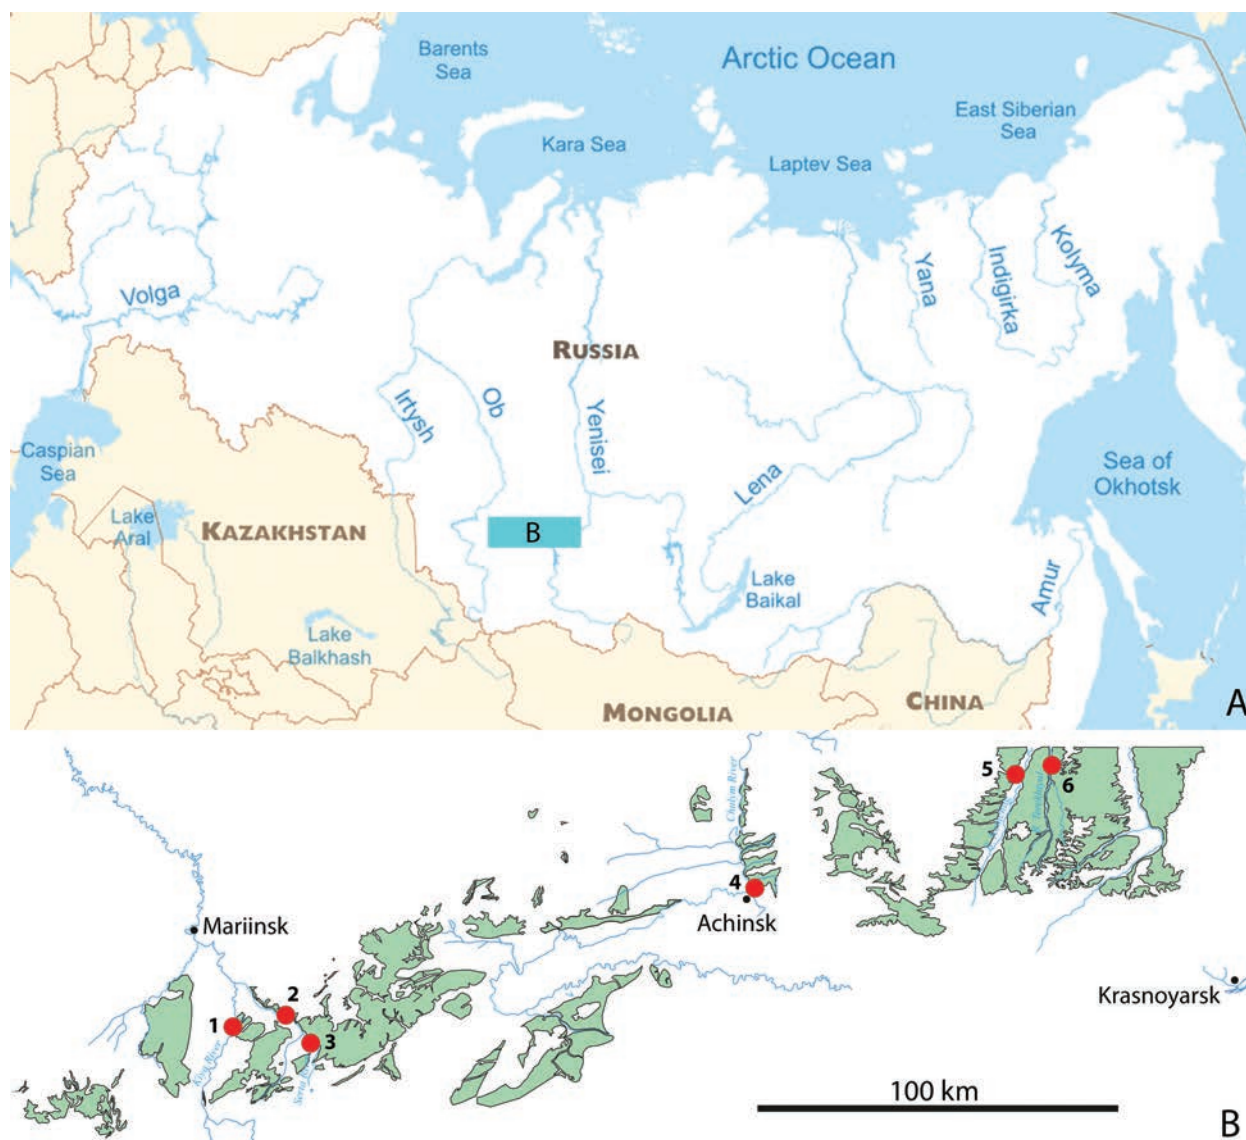 Barents
Sea
Arctic Ocean
East Siberian
Sea
Kara Sea
Laptev Sea
Volga
Yana
Indigirka
Kolyma
RUSSIA
Irtysh
Ob
Yenisei
Lena
Caspian
Sea
Lake
Aral
KAZAKHSTAN
B
Sea of
Okhotsk
Lake
Baikal
Amur
Lake
Balkhash
MONGOLIA
CHINA
A
Chulym River
5
6
4
Achinsk
Mariinsk
Krasnoyarsk
2
1
3
Kiya River
100 km
B